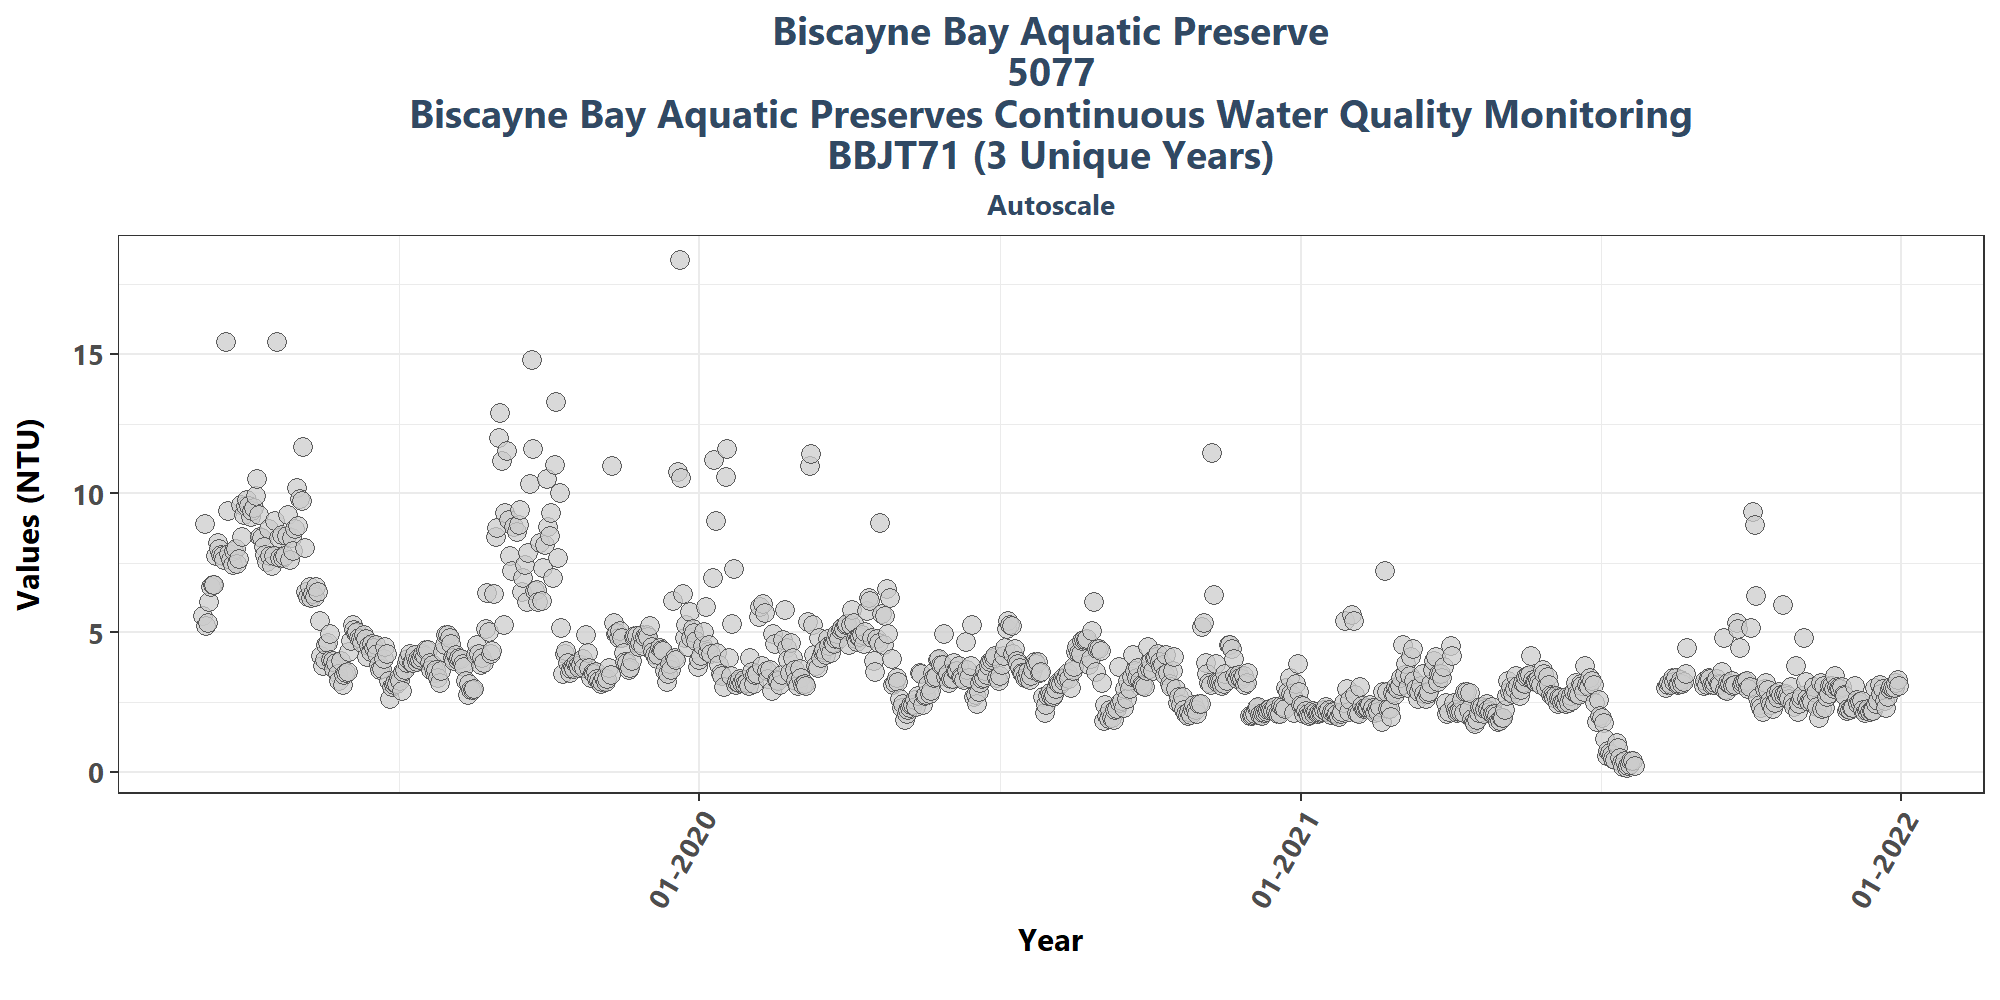 Biscayne Bay Aquatic Preserve
5077
Biscayne Bay Aquatic Preserves Continuous Water Quality Monitoring
BBJT71 (3 Unique Years)
Autoscale
Values (NTU)
15
10
5
0
01-2020
01-2021
01-2022
Year